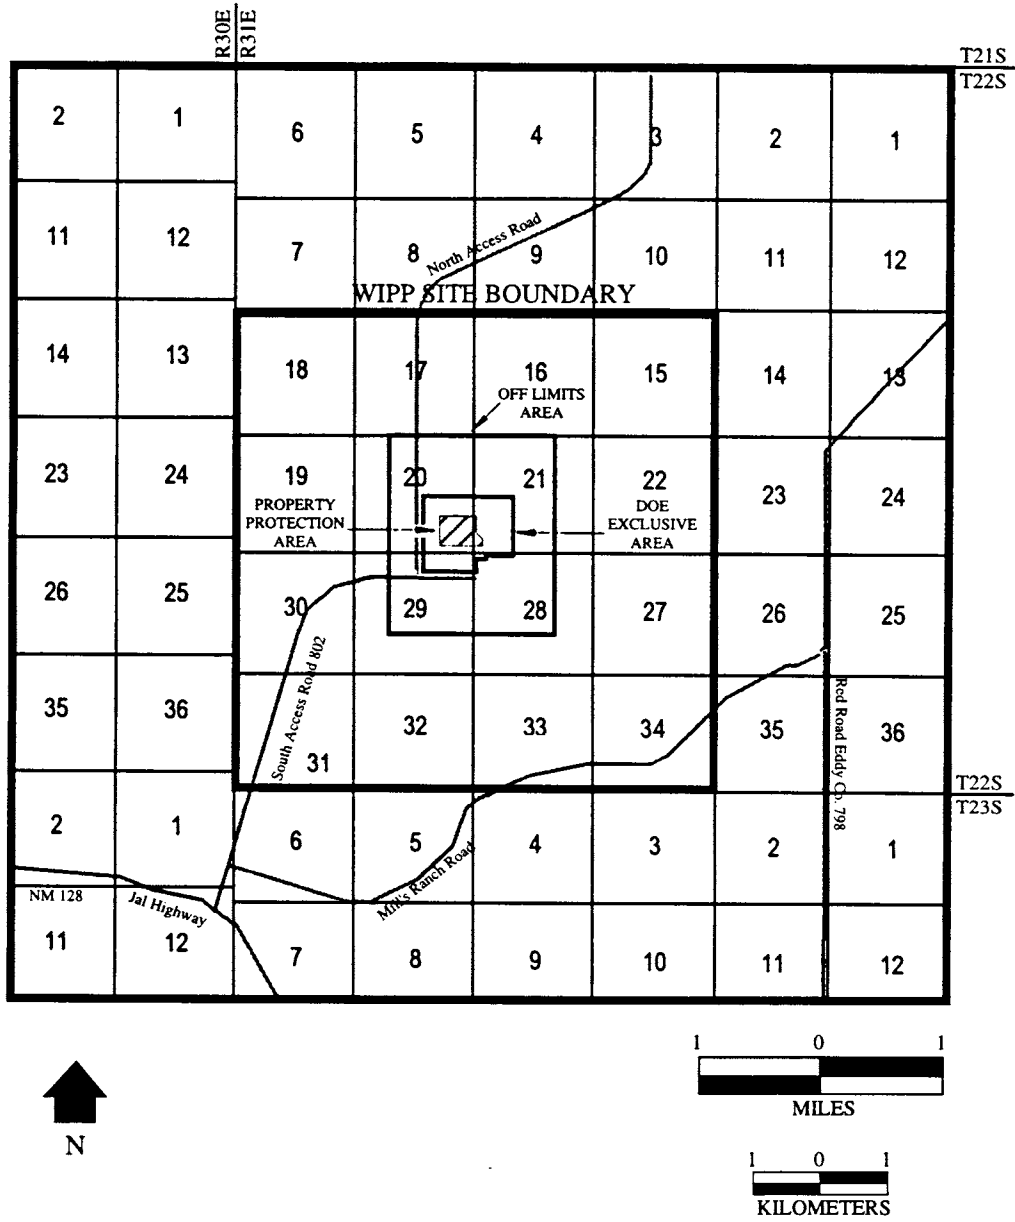 R30E
R31E
T21S
T22S
2 1 6 5 4 3 2 1
11 12 7 8 9 10 11 12
North Access Road
WIPP SITE BOUNDARY
14 13 18 17 16 15 14 13
OFF LIMITS
AREA
23 24 19 20 21 22 23 24
PROPERTY
PROTECTION
AREA
DOE
EXCLUSIVE
AREA
26 25 30 29 28 27 26 25
South Access Road 802
35 36 31 32 33 34 35 36
Red Road Eddy Co. 798
T22S
T23S
2 1 6 5 4 3 2 1
Mill's Ranch Road
NM 128
Jal Highway
11 12 7 8 9 10 11 12
N
1 0 1
MILES
1 0 1
KILOMETERS